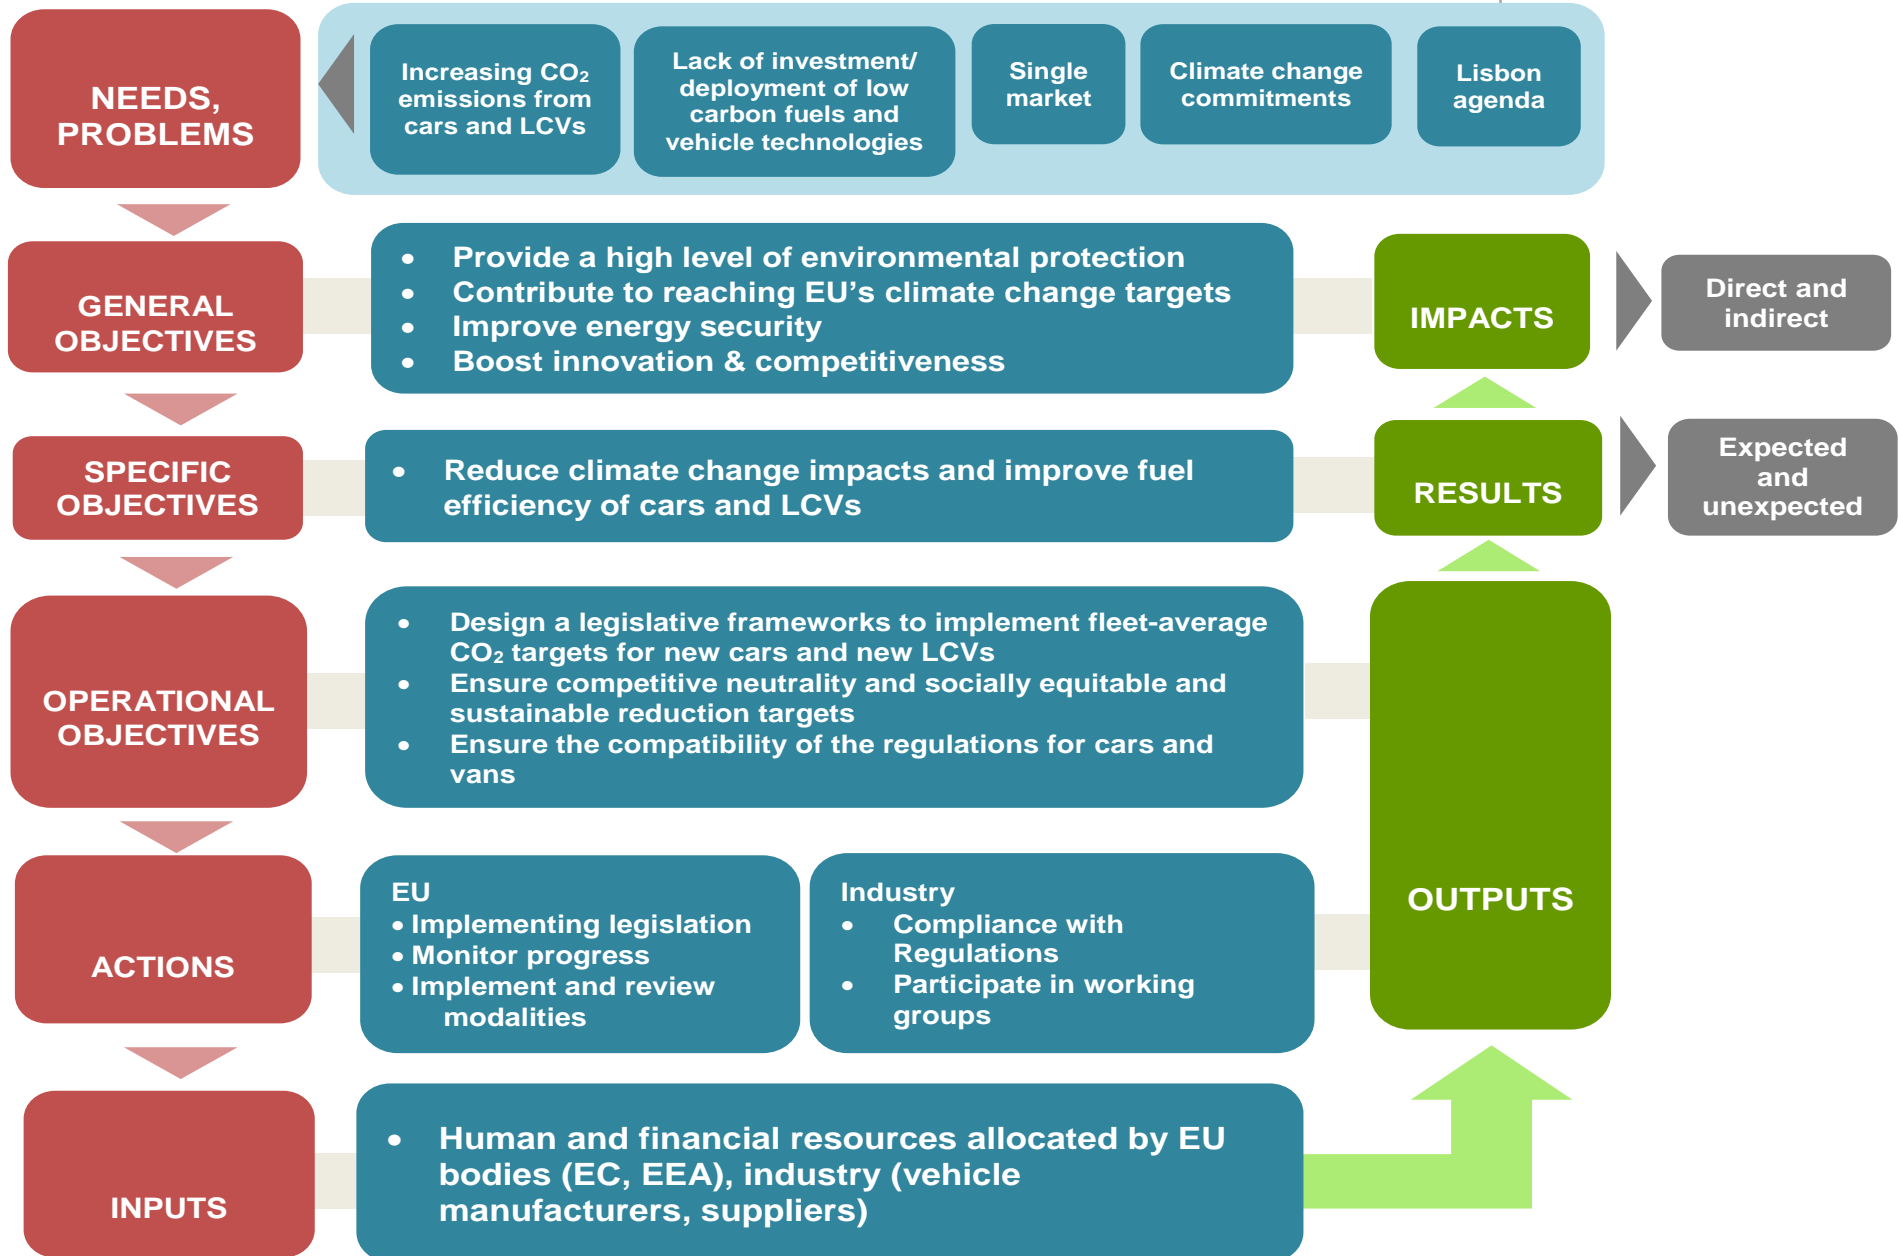 NEEDS,
PROBLEMS
Increasing CO₂
emissions from
cars and LCVs
Lack of investment/
deployment of low
carbon fuels and
vehicle technologies
Single
market
Climate change
commitments
Lisbon
agenda
GENERAL
OBJECTIVES
• Provide a high level of environmental protection
• Contribute to reaching EU’s climate change targets
• Improve energy security
• Boost innovation & competitiveness
IMPACTS
Direct and
indirect
SPECIFIC
OBJECTIVES
• Reduce climate change impacts and improve fuel
efficiency of cars and LCVs
RESULTS
Expected
and
unexpected
OPERATIONAL
OBJECTIVES
• Design a legislative frameworks to implement fleet-average
CO₂ targets for new cars and new LCVs
• Ensure competitive neutrality and socially equitable and
sustainable reduction targets
• Ensure the compatibility of the regulations for cars and
vans
ACTIONS
EU
• Implementing legislation
• Monitor progress
• Implement and review
modalities
Industry
• Compliance with
Regulations
• Participate in working
groups
OUTPUTS
INPUTS
• Human and financial resources allocated by EU
bodies (EC, EEA), industry (vehicle
manufacturers, suppliers)